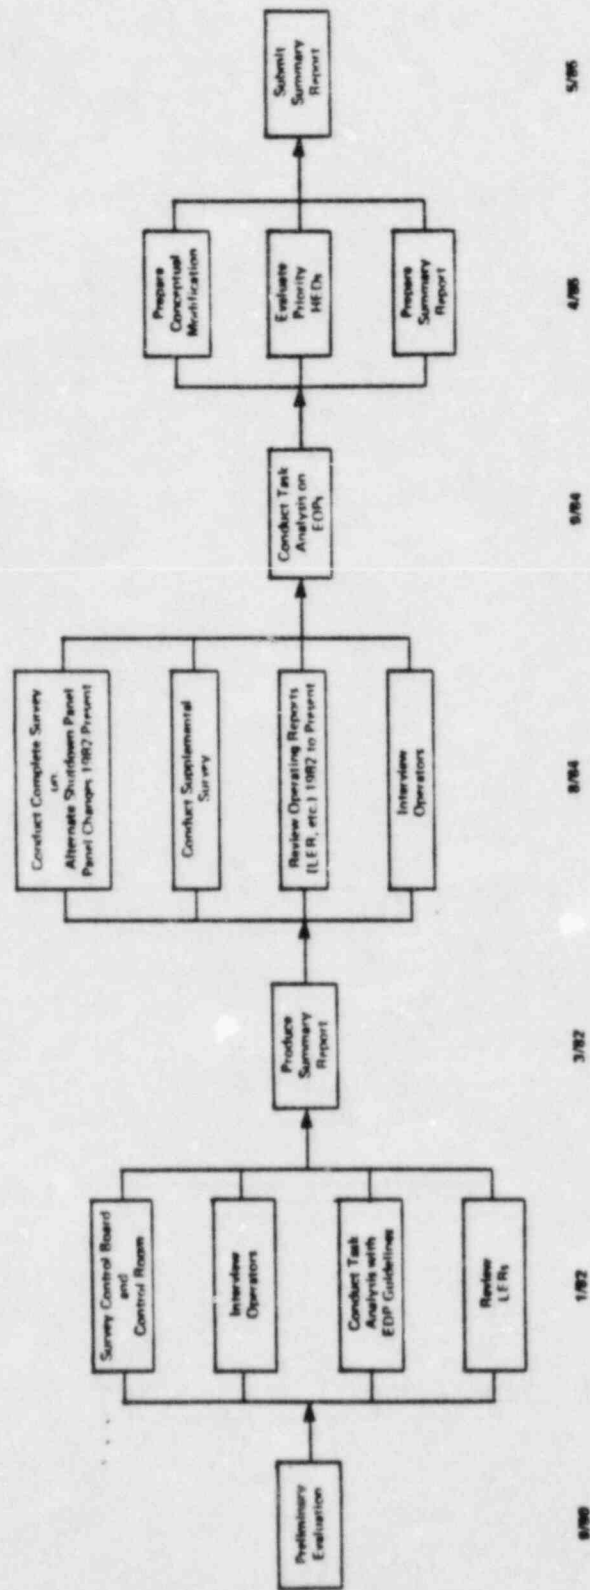 Preliminary
Evaluation
Survey Control Board
and
Control Room
Interview
Operators
Conduct Task
Analysis with
EOP Guidelines
Review
LERs
Produce
Summary
Report
Conduct Complete Survey
on
Alternate Shutdown Panel
Panel Changes 1982 Present
Conduct Supplemental
Survey
Review Operating Reports
(LER, etc.) 1982 to Present
Interview
Operators
Conduct Task
Analysis on
EOPs
Prepare
Conceptual
Modification
Evaluate
Priority
HEDs
Prepare
Summary
Report
Submit
Summary
Report
1/82
3/82
8/84
9/84
4/85
5/85